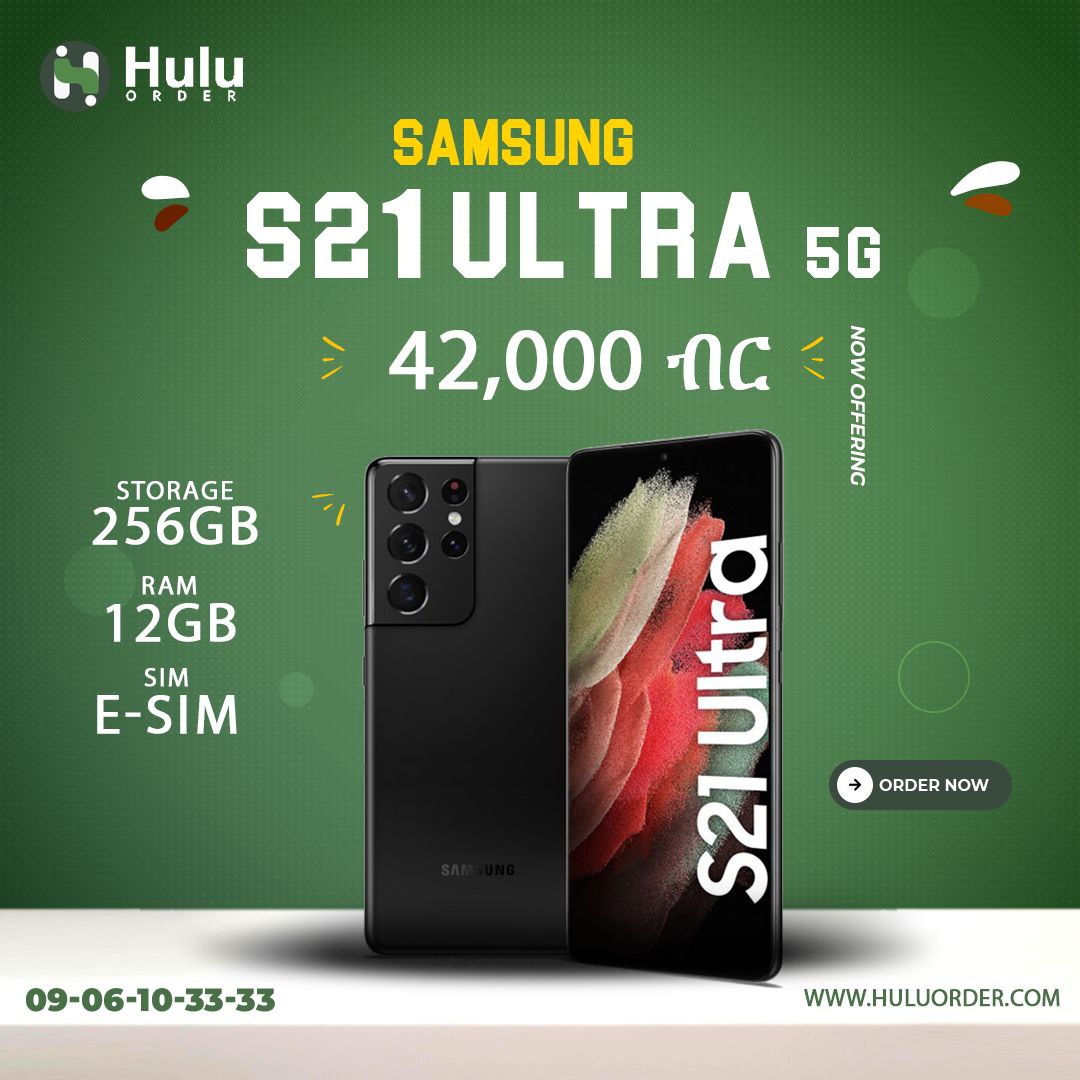 Hulu
ORDER
SAMSUNG
S21 ULTRA 5G
42,000 ብር
NOW OFFERING
STORAGE
256GB
RAM
12GB
SIM
E-SIM
S21 Ultra
SAMSUNG
ORDER NOW
09-06-10-33-33
WWW.HULUORDER.COM